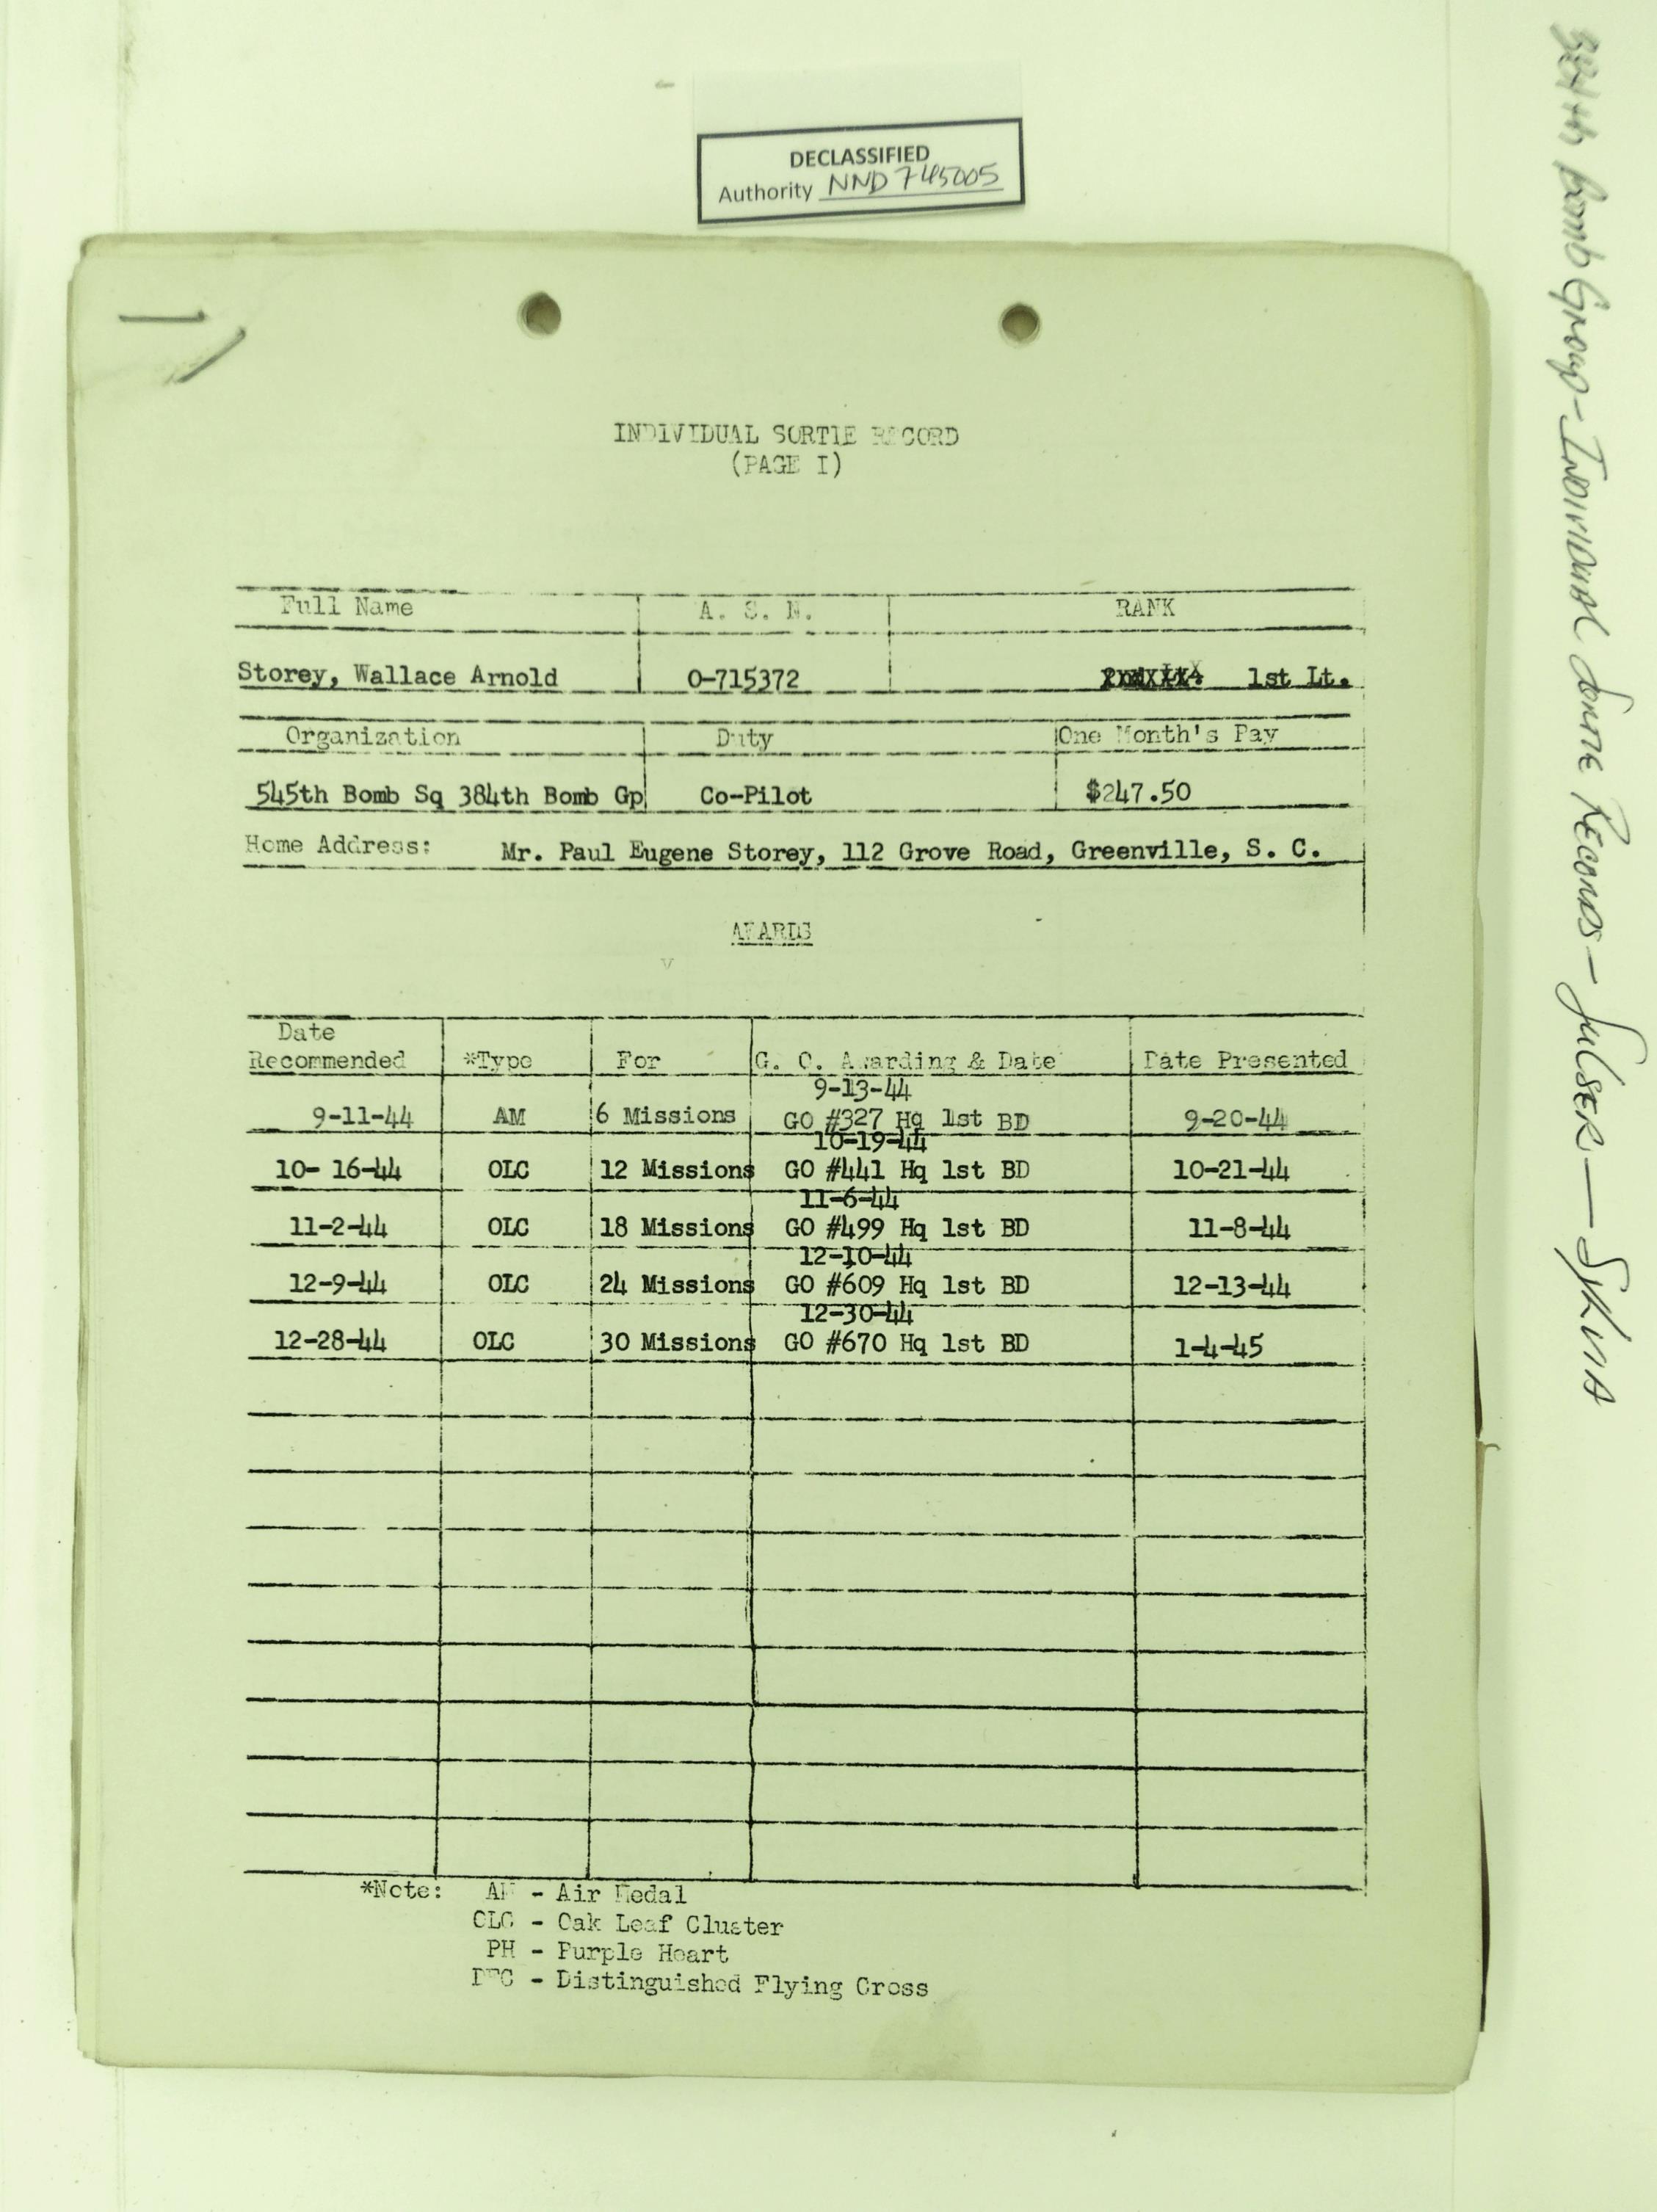 DECLASSIFIED
Authority NND 745005
INDIVIDUAL SORTIE RECORD
(PAGE I)
Full Name A. S. N. RANK
Storey, Wallace Arnold 0-715372 1st Lt.
Organization Duty One Month's Pay
545th Bomb Sq 384th Bomb Gp Co-Pilot $247.50
Home Address: Mr. Paul Eugene Storey, 112 Grove Road, Greenville, S. C.
AWARDS
Date
Recommended *Type For G. O. Awarding & Date Date Presented
9-13-44
9-11-44 AM 6 Missions GO #327 Hq 1st BD 9-20-44
10-19-44
10- 16-44 OLC 12 Missions GO #441 Hq 1st BD 10-21-44
11-6-44
11-2-44 OLC 18 Missions GO #499 Hq 1st BD 11-8-44
12-10-44
12-9-44 OLC 24 Missions GO #609 Hq 1st BD 12-13-44
12-30-44
12-28-44 OLC 30 Missions GO #670 Hq 1st BD 1-4-45
*Note: AM - Air Medal
OLC - Oak Leaf Cluster
PH - Purple Heart
DFC - Distinguished Flying Cross
384th Bomb Group - Individual Sortie Records -